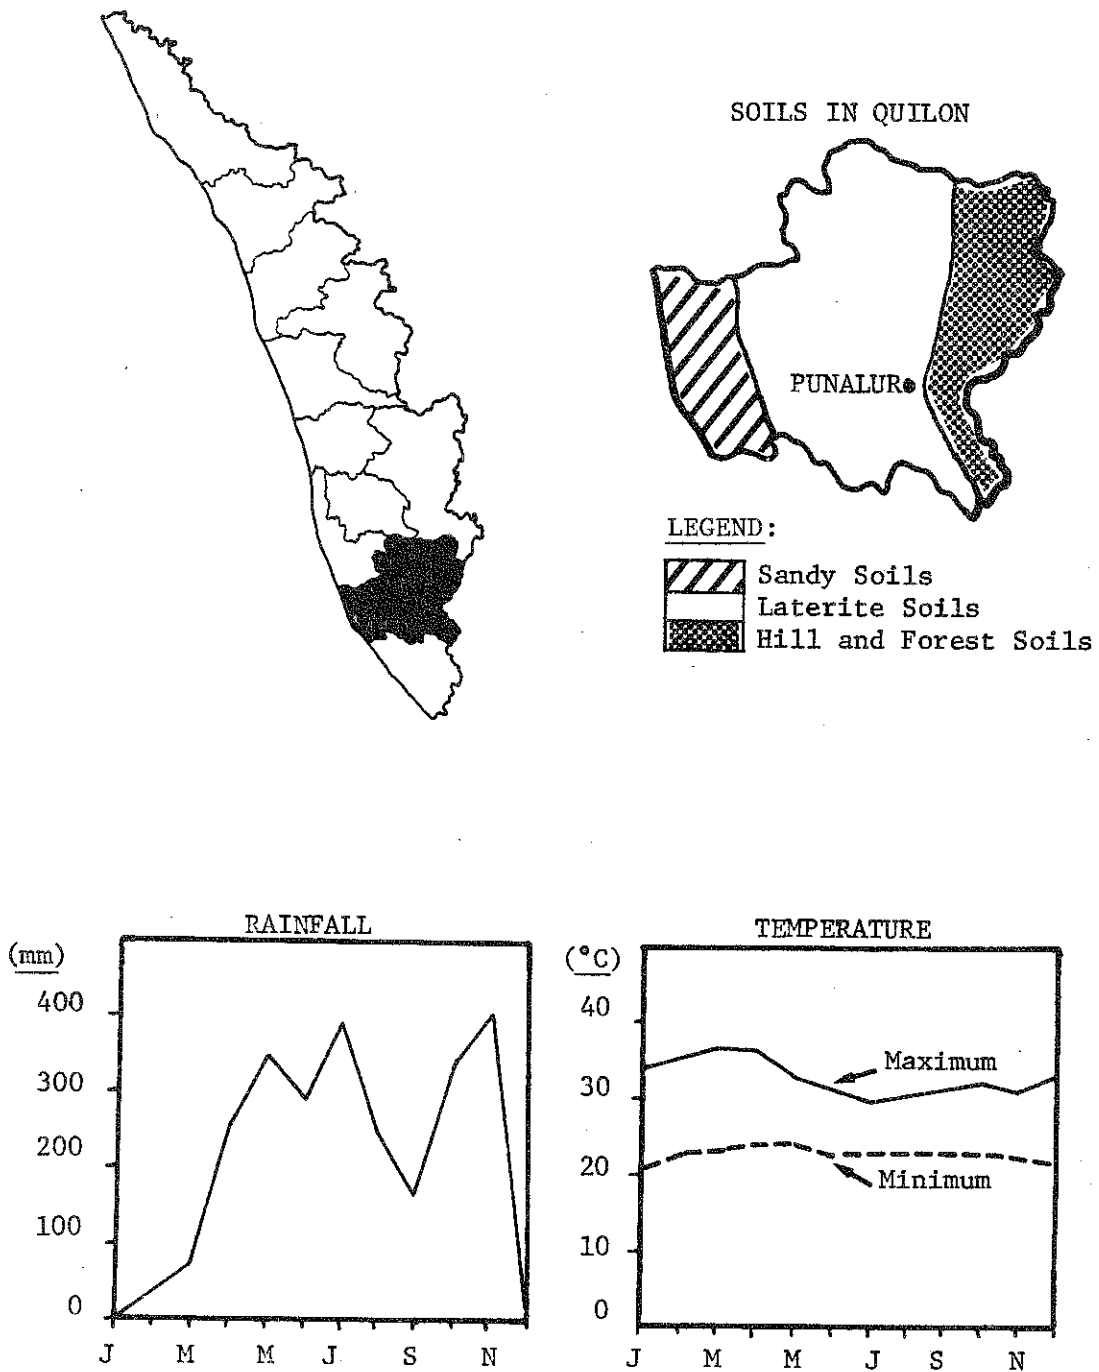 SOILS IN QUILON
PUNALUR
LEGEND:
Sandy Soils
Laterite Soils
Hill and Forest Soils
RAINFALL
(mm)
400
300
200
100
0
J M M J S N
TEMPERATURE
(°C)
40
30
20
10
0
Maximum
Minimum
J M M J S N